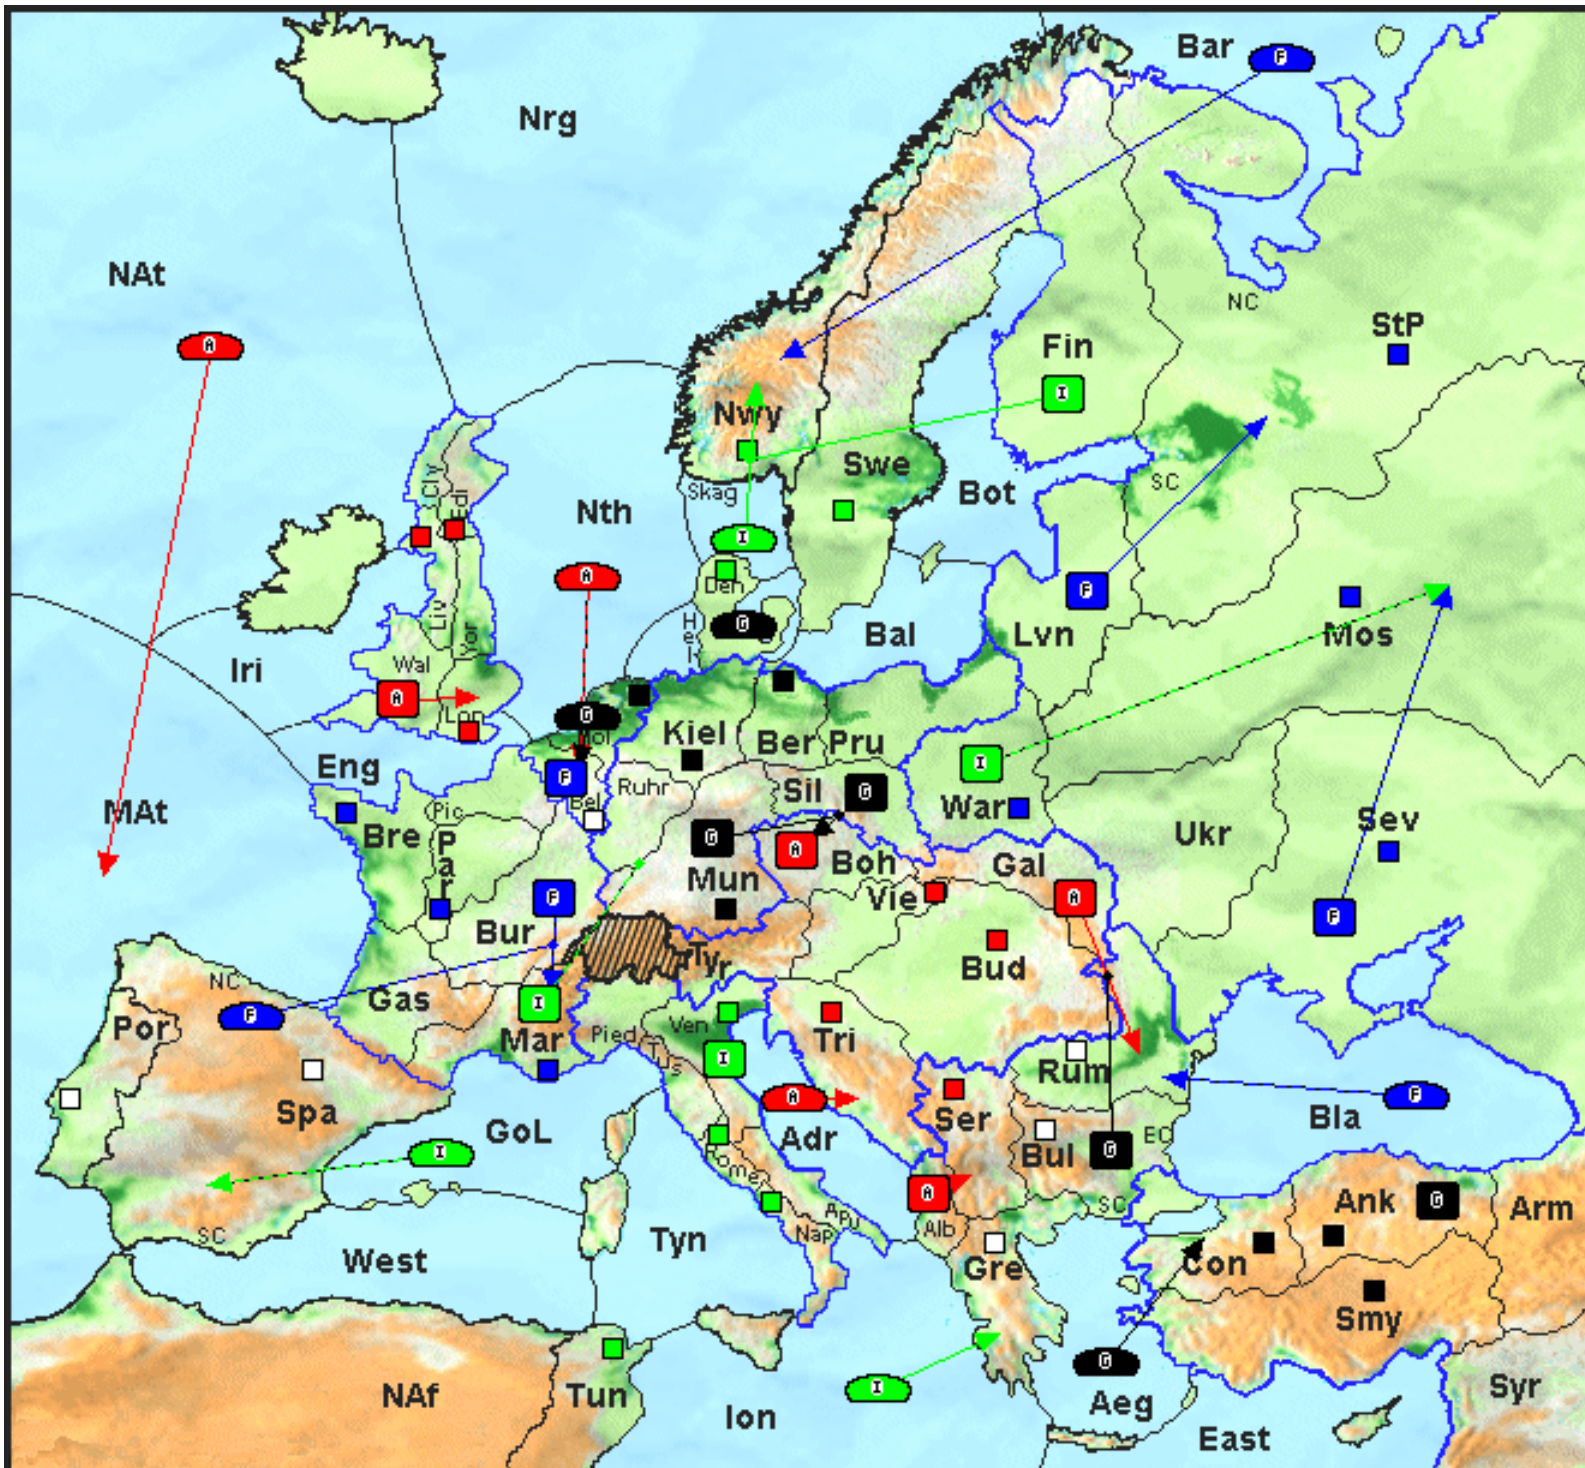 Bar
F
Nrg
NAt
NC
StP
A
Fin
I
Nwy
Swe
Skag
SC
Bot
Cly
Edl
Nth
I
A
Den
F
Mos
Hel
G
Bal
Lvn
Liv
Yor
Iri
Wal
A
Lon
G
Hol
Kiel
Ber
Pru
I
Eng
F
Ruhr
Sil
G
War
MAt
Pic
Bel
Bre
Par
G
A
Boh
Ukr
Sev
Mun
Gal
Vie
A
F
F
Bur
Tyr
Bud
NC
F
Gas
I
Por
Mar
Pied
Ven
Tri
Tus
I
Rum
Spa
A
Ser
F
GoL
Adr
Bla
I
Bul
EC
G
Rome
A
SC
Ank
G
Arm
SC
Tyn
Apu
Nap
Alb
West
Gre
Con
Smy
G
I
NAf
Tun
Ion
Aeg
Syr
East